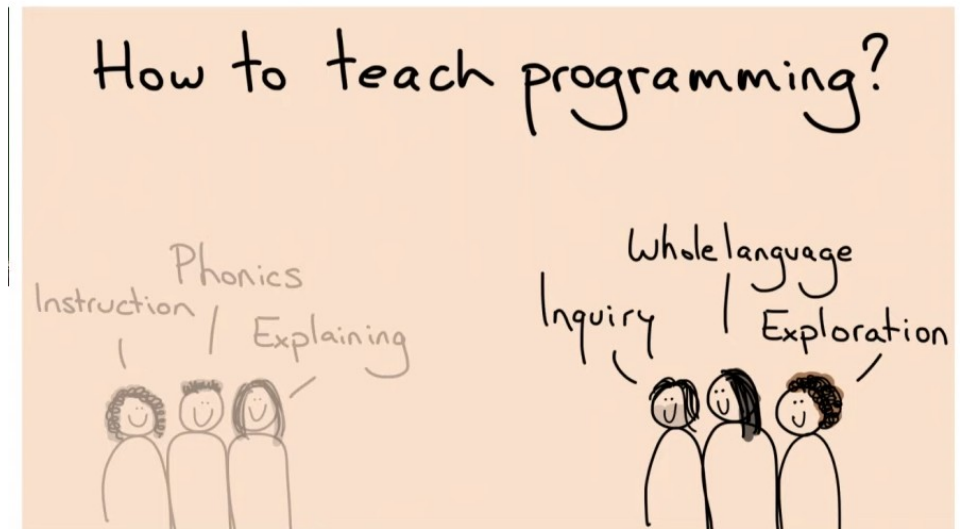 How to teach programming?
Phonics
Instruction
Explaining
Whole language
Inquiry
Exploration